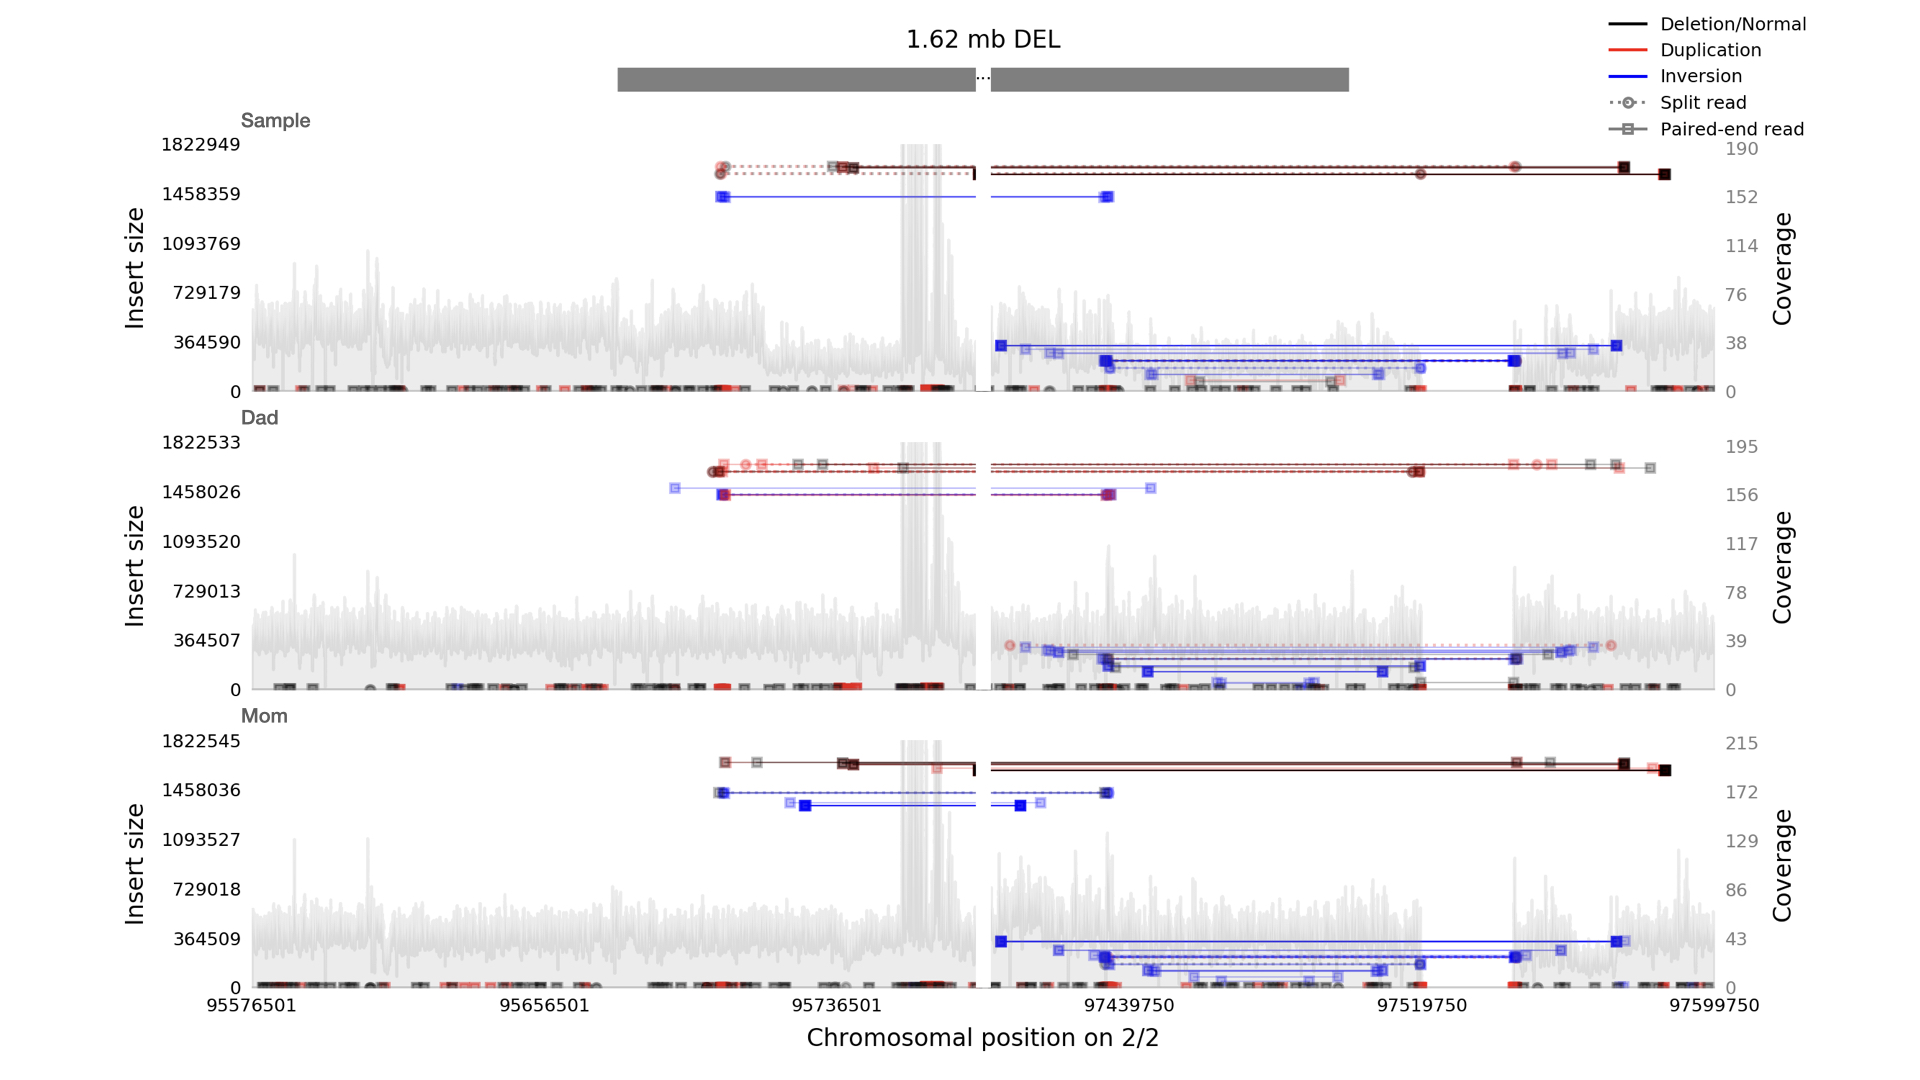 1.62 mb DEL
...
Deletion/Normal
Duplication
Inversion
Split read
Paired-end read
Sample
1822949
1458359
1093769
729179
364590
0
Insert size
190
152
114
76
38
0
Coverage
Dad
1822533
1458026
1093520
729013
364507
0
Insert size
195
156
117
78
39
0
Coverage
Mom
1822545
1458036
1093527
729018
364509
0
Insert size
215
172
129
86
43
0
Coverage
95576501 95656501 95736501 97439750 97519750 97599750
Chromosomal position on 2/2